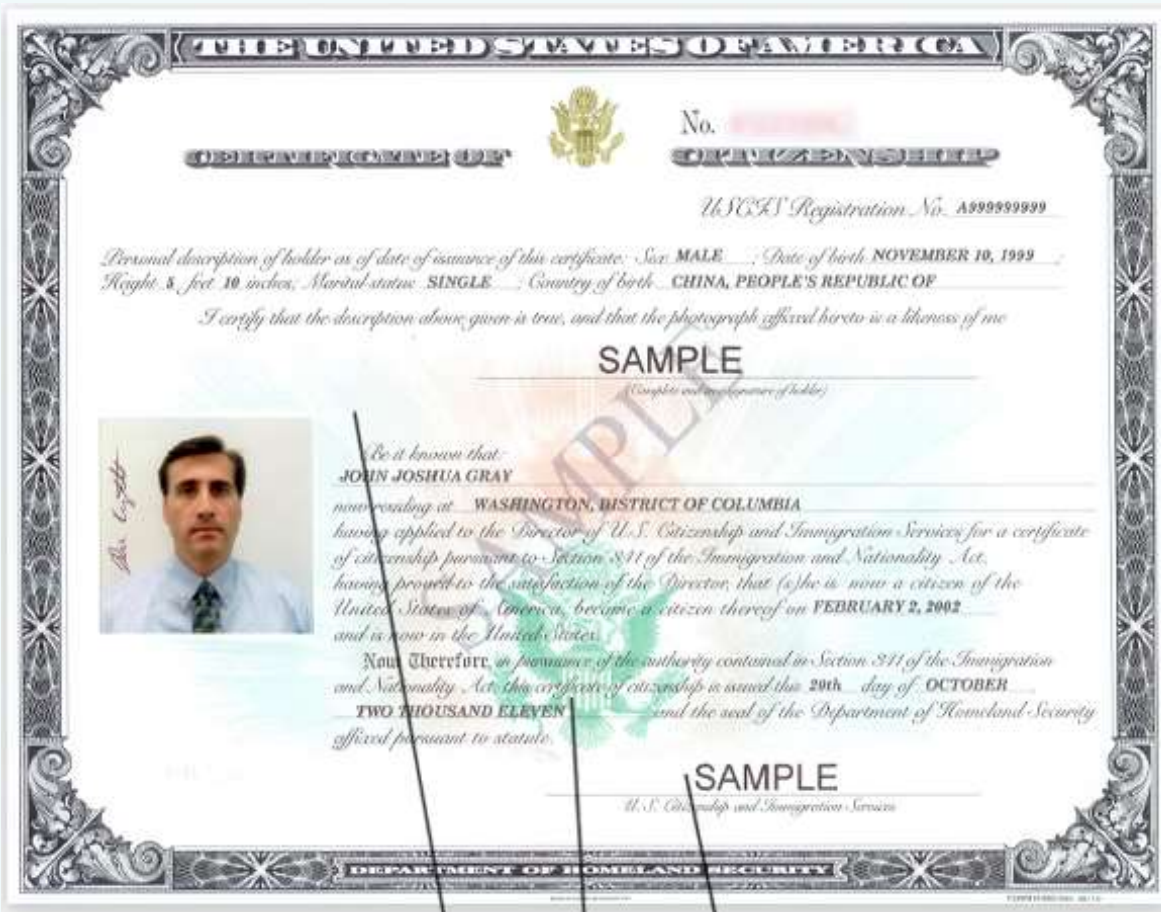 THE UNITED STATES OF AMERICA
No.
CERTIFICATE OF CITIZENSHIP
USCIS Registration No. A999999999
Personal description of holder as of date of issuance of this certificate: Sex MALE ; Date of birth NOVEMBER 10, 1999 ;
Height 5 feet 10 inches; Marital status SINGLE ; Country of birth CHINA, PEOPLE'S REPUBLIC OF
I certify that the description above given is true, and that the photograph affixed hereto is a likeness of me
SAMPLE
(Complete and true signature of holder)
SAMPLE
Be it known that:
JOHN JOSHUA GRAY
now residing at WASHINGTON, DISTRICT OF COLUMBIA
having applied to the Director of U.S. Citizenship and Immigration Services for a certificate
of citizenship pursuant to Section 341 of the Immigration and Nationality Act,
having proved to the satisfaction of the Director, that (s)he is now a citizen of the
United States of America, became a citizen thereof on FEBRUARY 2, 2002
and is now in the United States.
Now Therefore, in pursuance of the authority contained in Section 341 of the Immigration
and Nationality Act, this certificate of citizenship is issued this 20th day of OCTOBER
TWO THOUSAND ELEVEN and the seal of the Department of Homeland Security
affixed pursuant to statute.
SAMPLE
U.S. Citizenship and Immigration Services
DEPARTMENT OF HOMELAND SECURITY